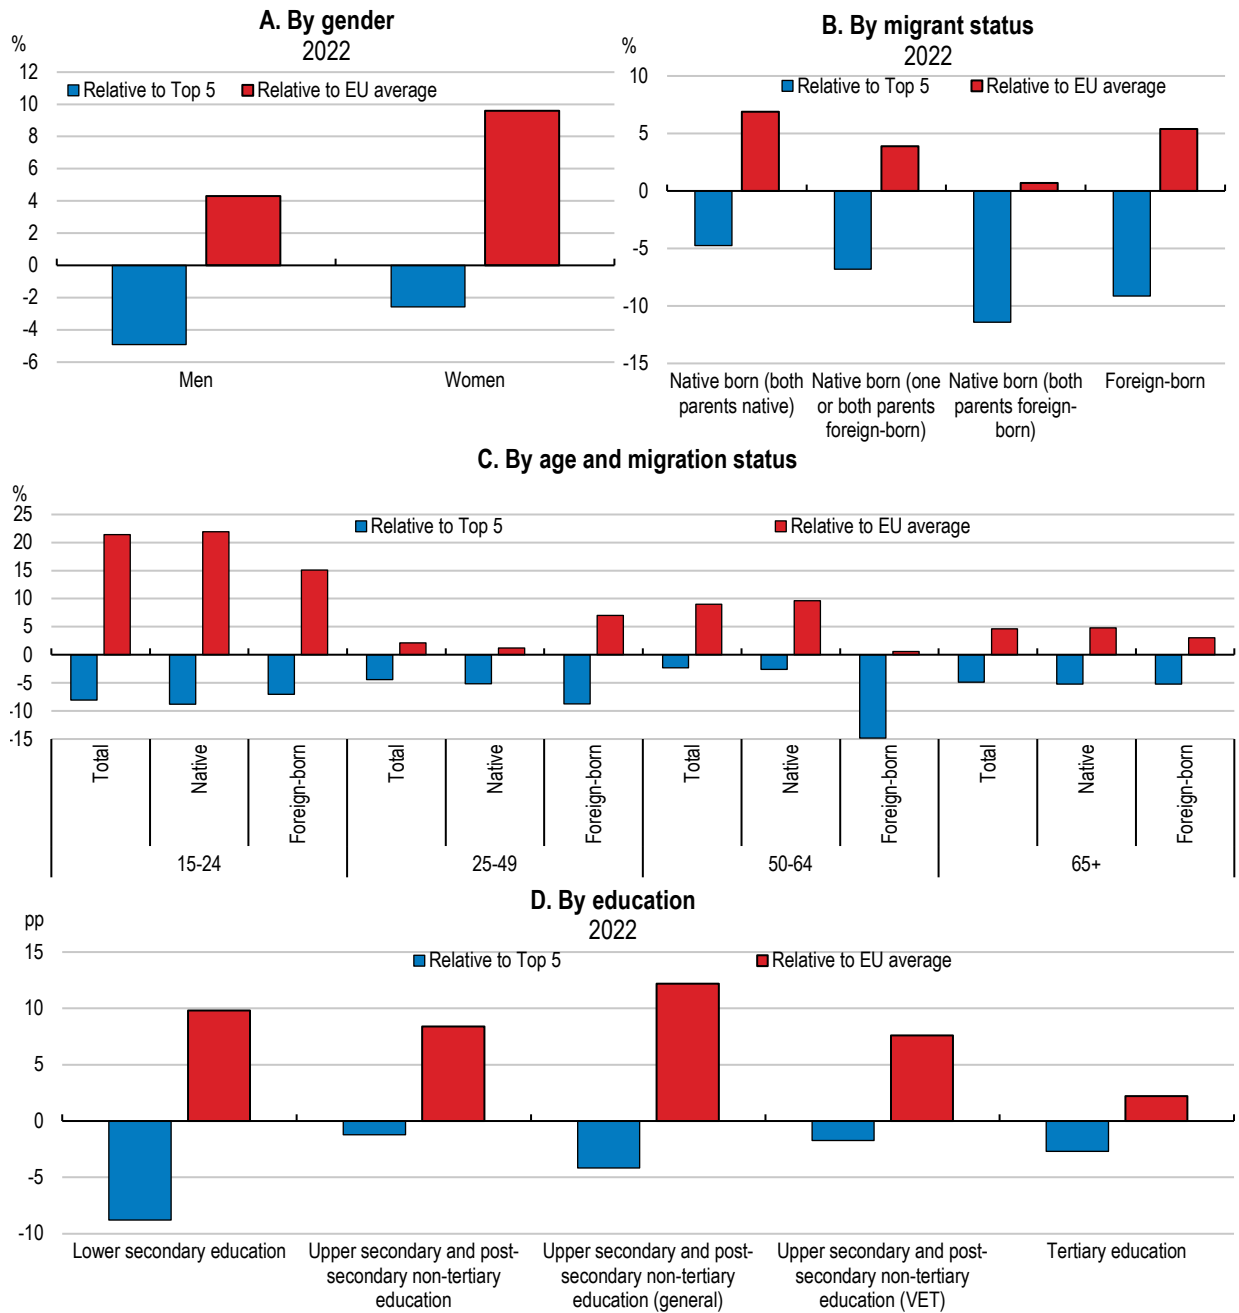 A. By gender
2022
%
Relative to Top 5
Relative to EU average
12
10
8
6
4
2
0
-2
-4
-6
Men
Women
B. By migrant status
2022
%
Relative to Top 5
Relative to EU average
10
5
0
-5
-10
-15
Native born (both
parents native)
Native born (one
or both parents
foreign-born)
Native born (both
parents foreign-
born)
Foreign-born
C. By age and migration status
%
Relative to Top 5
Relative to EU average
25
20
15
10
5
0
-5
-10
-15
Total
Native
Foreign-born
Total
Native
Foreign-born
Total
Native
Foreign-born
Total
Native
Foreign-born
15-24
25-49
50-64
65+
D. By education
2022
pp
Relative to Top 5
Relative to EU average
15
10
5
0
-5
-10
Lower secondary education
Upper secondary and post-
secondary non-tertiary
education
Upper secondary and post-
secondary non-tertiary
education (general)
Upper secondary and post-
secondary non-tertiary
education (VET)
Tertiary education